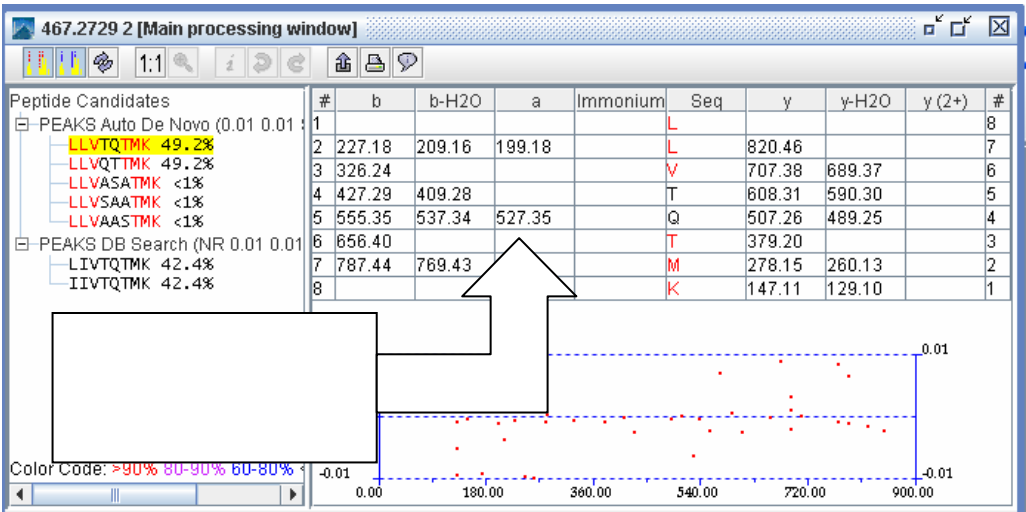 467.2729 2 [Main processing window]
1:1 i
Peptide Candidates
PEAKS Auto De Novo (0.01 0.01
LLVTQTMK 49.2%
LLVQTTMK 49.2%
LLVASATMK <1%
LLVSAATMK <1%
LLVAASTMK <1%
PEAKS DB Search (NR 0.01 0.01
LIVTQTMK 42.4%
IIVTQTMK 42.4%
Color Code: >90% 80-90% 60-80% <
# b b-H2O a Immonium Seq y y-H2O y (2+) #
1 L 8
2 227.18 209.16 199.18 L 820.46 7
3 326.24 V 707.38 689.37 6
4 427.29 409.28 T 608.31 590.30 5
5 555.35 537.34 527.35 Q 507.26 489.25 4
6 656.40 T 379.20 3
7 787.44 769.43 M 278.15 260.13 2
8 K 147.11 129.10 1
0.01
-0.01 -0.01
0.00 180.00 360.00 540.00 720.00 900.00